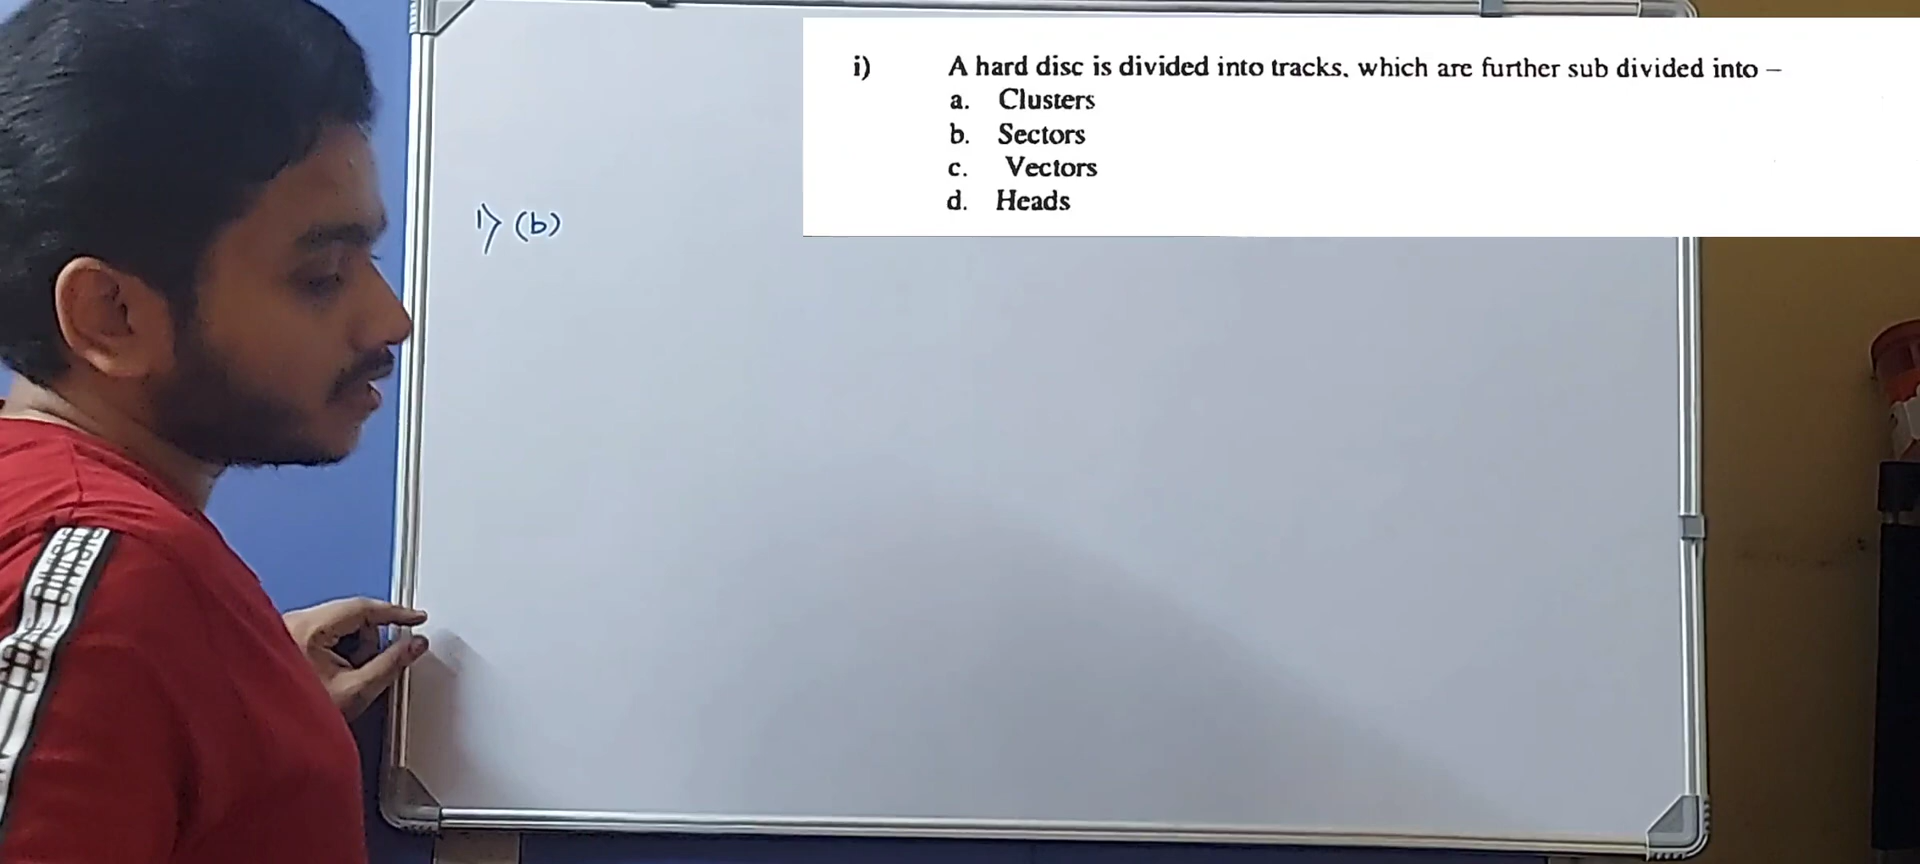 i) A hard disc is divided into tracks, which are further sub divided into –
a. Clusters
b. Sectors
c. Vectors
d. Heads
1) (b)